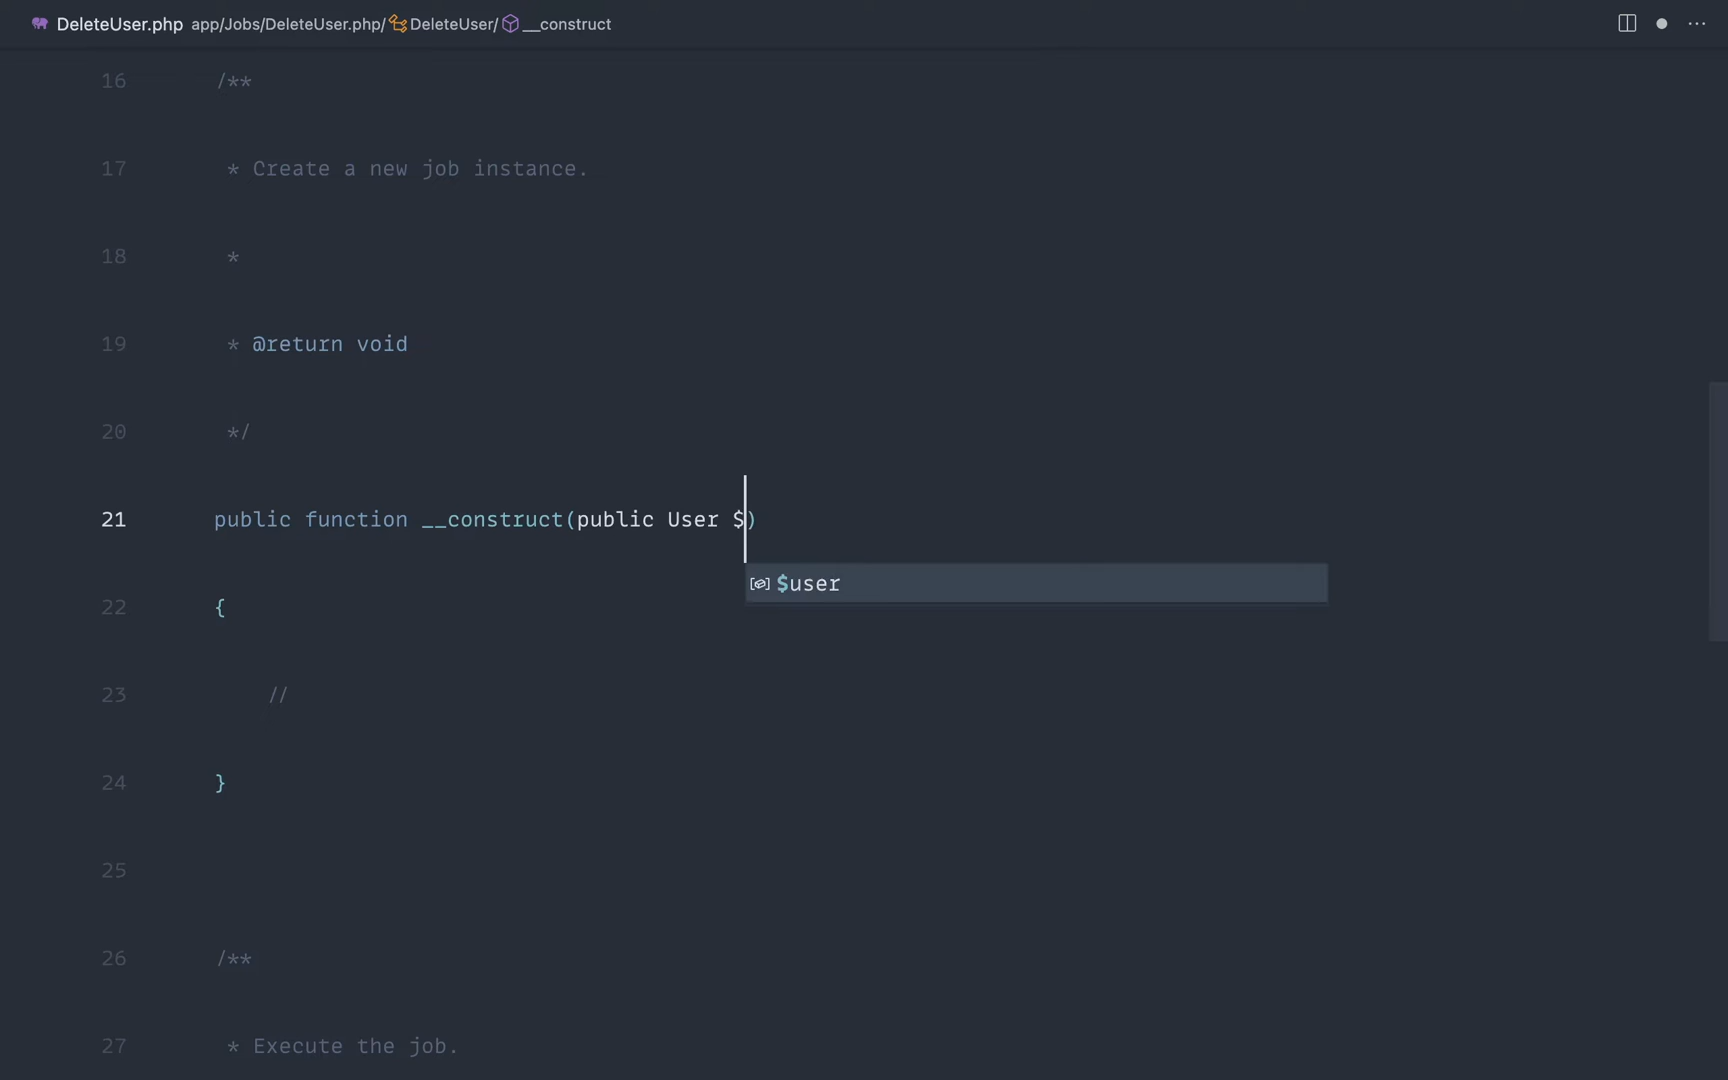 DeleteUser.php app/Jobs/DeleteUser.php/ DeleteUser/ __construct ...
16 /**
17 * Create a new job instance.
18 *
19 * @return void
20 */
21 public function __construct(public User $)
$user
22 {
23 //
24 }
25
26 /**
27 * Execute the job.